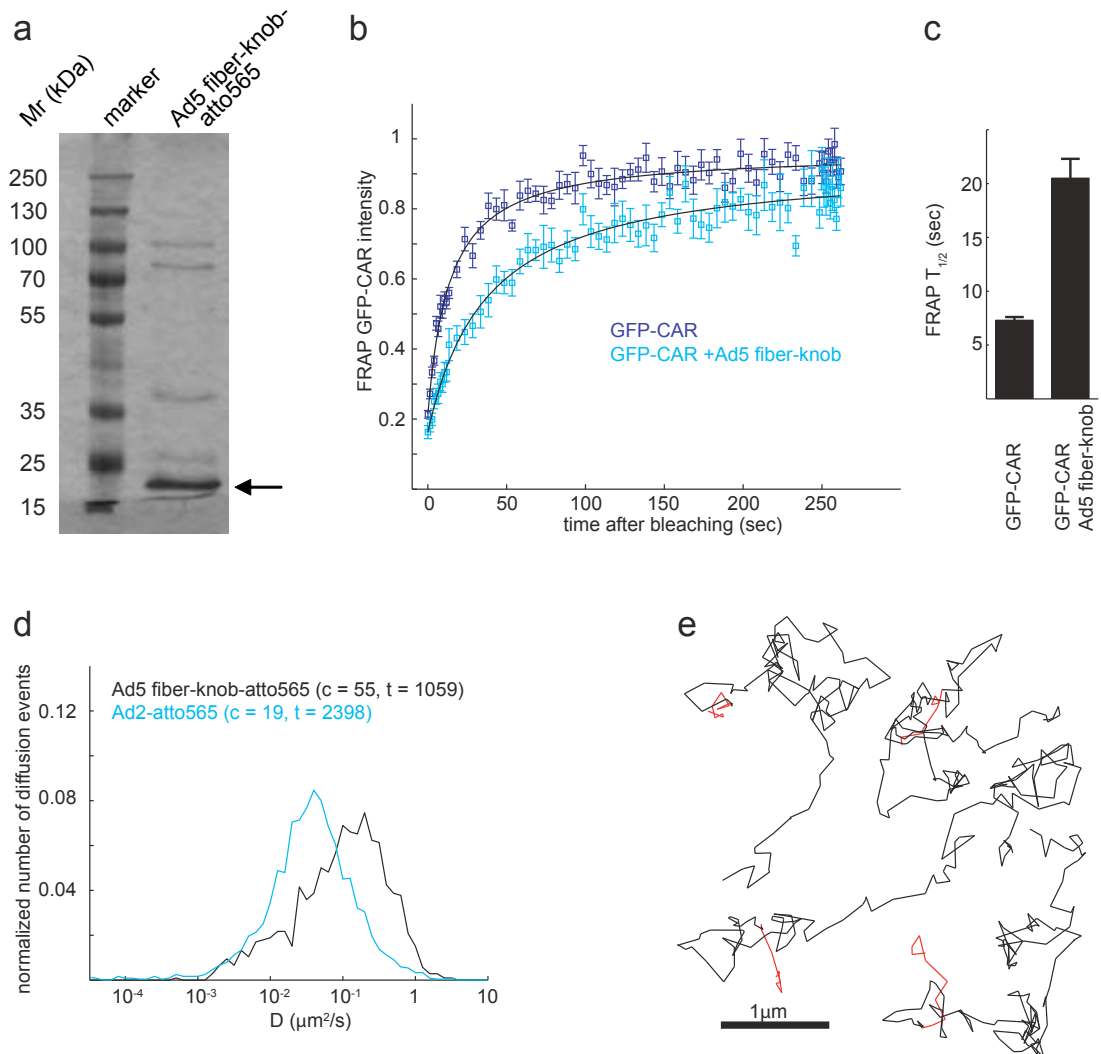 a
Mr (kDa)
marker
Ad5 fiber-knob-
atto565
250
130
100
70
55
35
25
15
b
FRAP GFP-CAR intensity
1
0.8
0.6
0.4
0.2
0
50
100
150
200
250
time after bleaching (sec)
GFP-CAR
GFP-CAR +Ad5 fiber-knob
c
FRAP T1/2 (sec)
20
15
10
5
GFP-CAR
GFP-CAR
Ad5 fiber-knob
d
normalized number of diffusion events
0.12
0.08
0.04
Ad5 fiber-knob-atto565 (c = 55, t = 1059)
Ad2-atto565 (c = 19, t = 2398)
10-4
10-3
10-2
10-1
1
10
D (µm²/s)
e
1µm